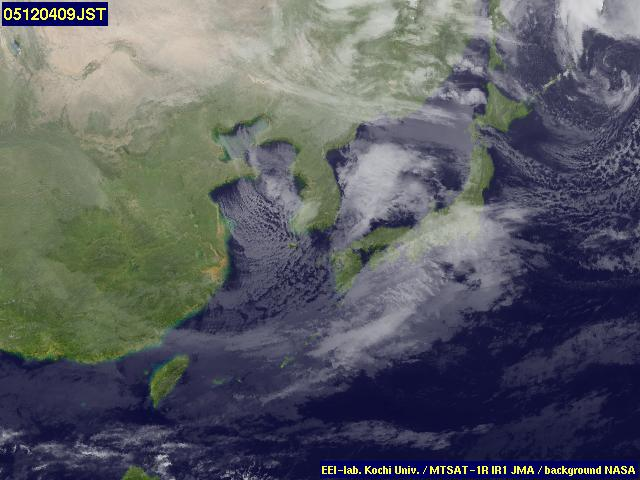 05120409JST
EEI-lab. Kochi Univ. / MTSAT-1R IR1 JMA / background NASA